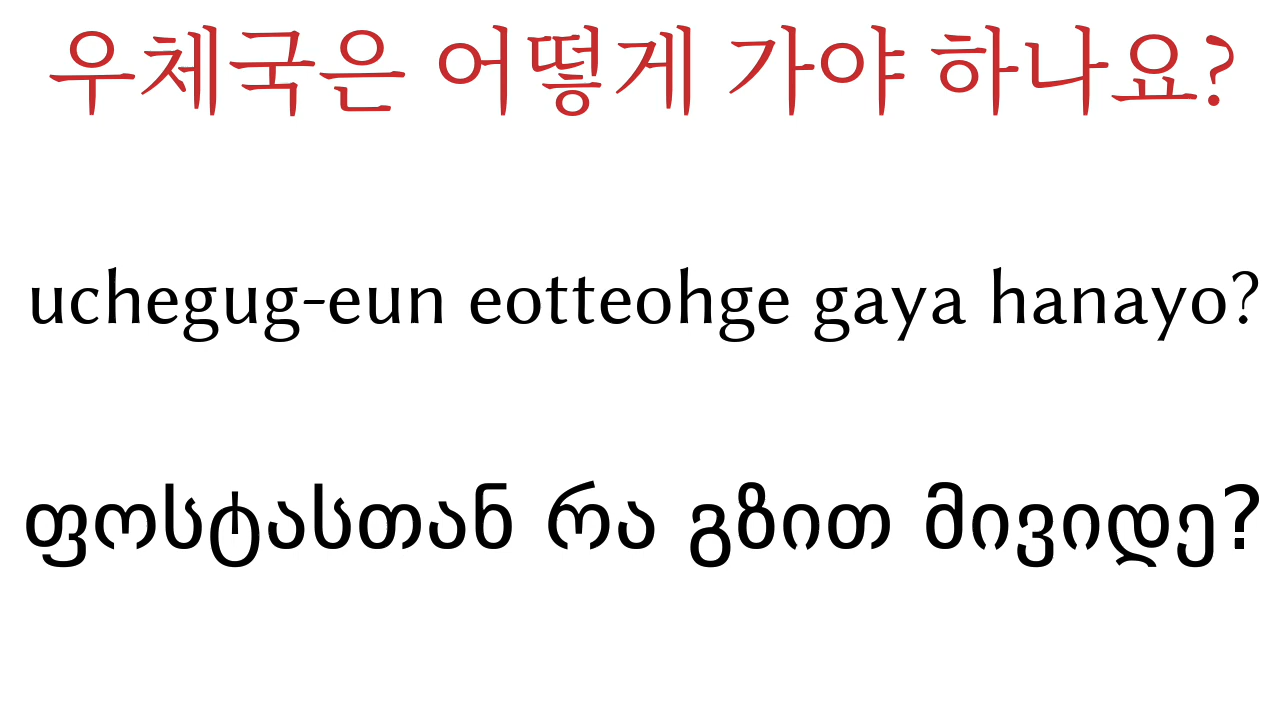 우체국은 어떻게 가야 하나요?
uchegug-eun eotteohge gaya hanayo?
ფოსტასთან რა გზით მივიდე?